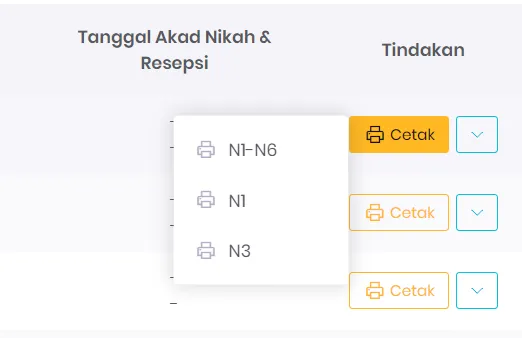 Tanggal Akad Nikah &
Resepsi
Tindakan
-
-
N1-N6
N1
N3
Cetak
-
-
Cetak
-
-
Cetak